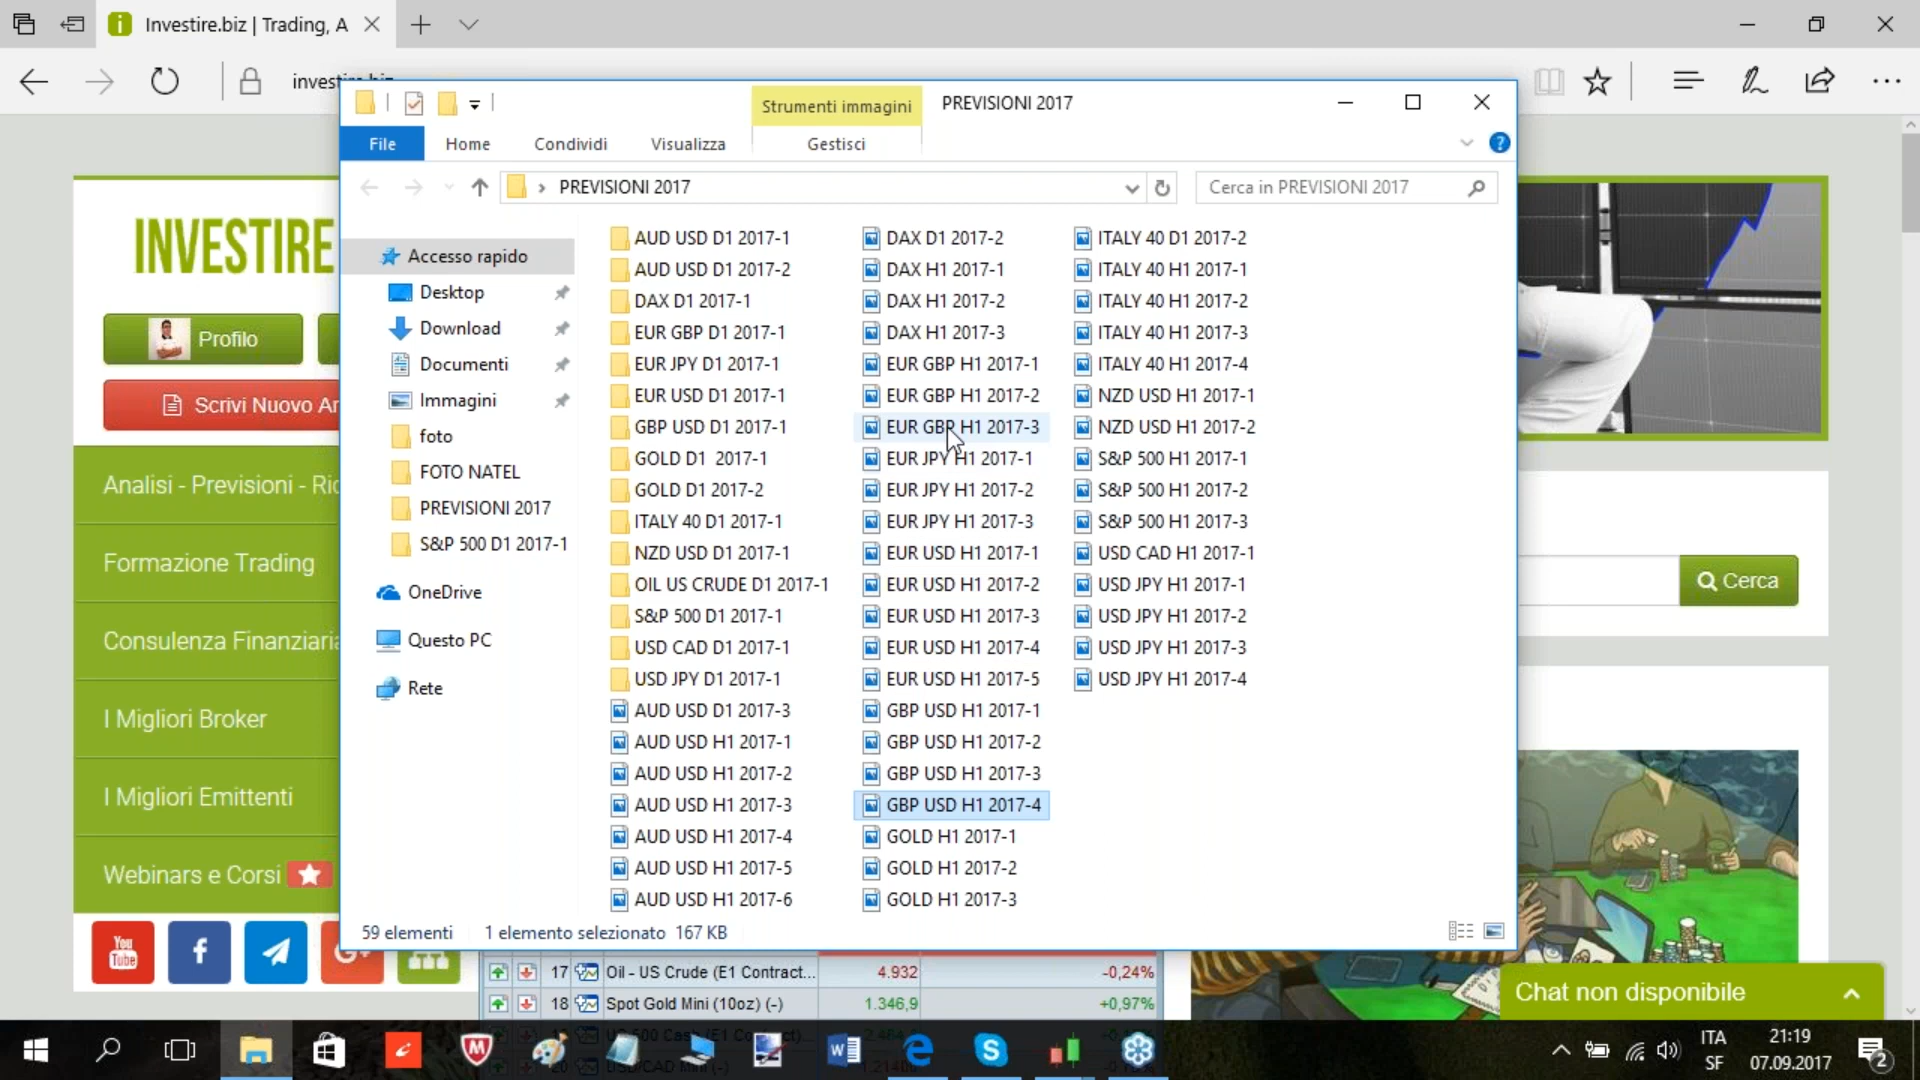 Investire.biz | Trading, A
Strumenti immagini
PREVISIONI 2017
File
Home
Condividi
Visualizza
Gestisci
PREVISIONI 2017
Cerca in PREVISIONI 2017
INVESTIRE
Profilo
Scrivi Nuovo Ar
Analisi - Previsioni - Ric
Formazione Trading
Consulenza Finanziaria
I Migliori Broker
I Migliori Emittenti
Webinars e Corsi
You
Tube
Accesso rapido
Desktop
Download
Documenti
Immagini
foto
FOTO NATEL
PREVISIONI 2017
S&P 500 D1 2017-1
OneDrive
Questo PC
Rete
AUD USD D1 2017-1
AUD USD D1 2017-2
DAX D1 2017-1
EUR GBP D1 2017-1
EUR JPY D1 2017-1
EUR USD D1 2017-1
GBP USD D1 2017-1
GOLD D1  2017-1
GOLD D1 2017-2
ITALY 40 D1 2017-1
NZD USD D1 2017-1
OIL US CRUDE D1 2017-1
S&P 500 D1 2017-1
USD CAD D1 2017-1
USD JPY D1 2017-1
AUD USD D1 2017-3
AUD USD H1 2017-1
AUD USD H1 2017-2
AUD USD H1 2017-3
AUD USD H1 2017-4
AUD USD H1 2017-5
AUD USD H1 2017-6
DAX D1 2017-2
DAX H1 2017-1
DAX H1 2017-2
DAX H1 2017-3
EUR GBP H1 2017-1
EUR GBP H1 2017-2
EUR GBP H1 2017-3
EUR JPY H1 2017-1
EUR JPY H1 2017-2
EUR JPY H1 2017-3
EUR USD H1 2017-1
EUR USD H1 2017-2
EUR USD H1 2017-3
EUR USD H1 2017-4
EUR USD H1 2017-5
GBP USD H1 2017-1
GBP USD H1 2017-2
GBP USD H1 2017-3
GBP USD H1 2017-4
GOLD H1 2017-1
GOLD H1 2017-2
GOLD H1 2017-3
ITALY 40 D1 2017-2
ITALY 40 H1 2017-1
ITALY 40 H1 2017-2
ITALY 40 H1 2017-3
ITALY 40 H1 2017-4
NZD USD H1 2017-1
NZD USD H1 2017-2
S&P 500 H1 2017-1
S&P 500 H1 2017-2
S&P 500 H1 2017-3
USD CAD H1 2017-1
USD JPY H1 2017-1
USD JPY H1 2017-2
USD JPY H1 2017-3
USD JPY H1 2017-4
59 elementi
1 elemento selezionato 167 KB
Cerca
17 Oil - US Crude (E1 Contract... 4.932 -0,24%
18 Spot Gold Mini (10oz) (-) 1.346,9 +0,97%
Chat non disponibile
ITA
SF
21:19
07.09.2017
2